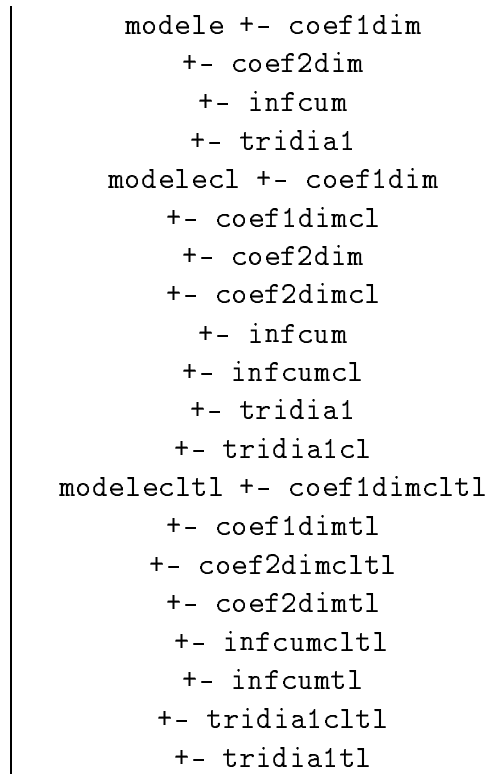 modele +- coef1dim
+- coef2dim
+- infcum
+- tridia1
modelecl +- coef1dim
+- coef1dimcl
+- coef2dim
+- coef2dimcl
+- infcum
+- infcumcl
+- tridia1
+- tridia1cl
modelecltl +- coef1dimcltl
+- coef1dimtl
+- coef2dimcltl
+- coef2dimtl
+- infcumcltl
+- infcumtl
+- tridia1cltl
+- tridia1tl